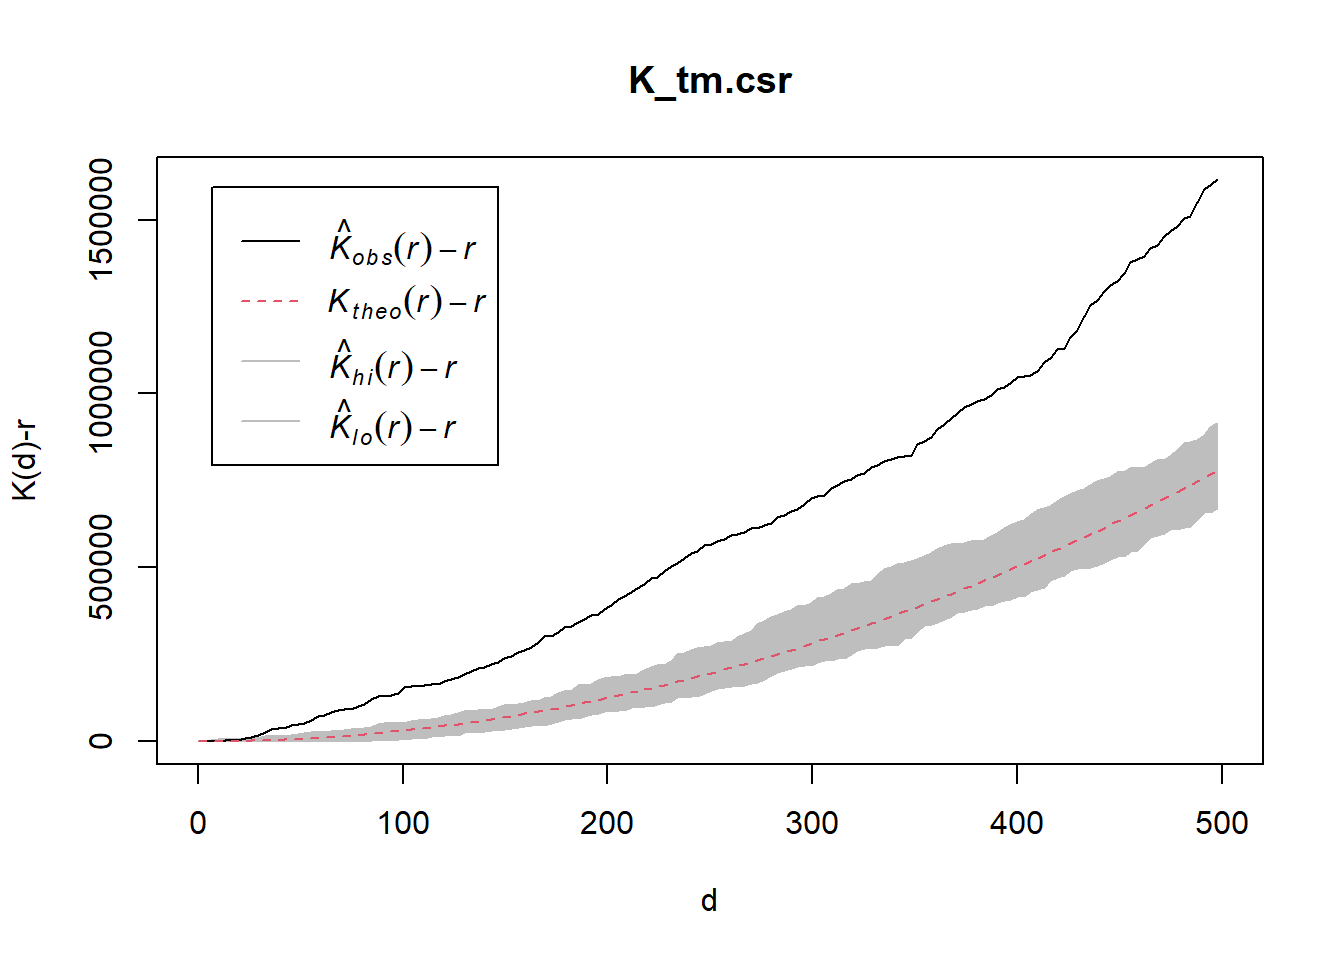 K_tm.csr
K̂obs(r) − r
Ktheo(r) − r
K̂hi(r) − r
K̂lo(r) − r
K(d)-r
1500000
1000000
500000
0
0 100 200 300 400 500
d